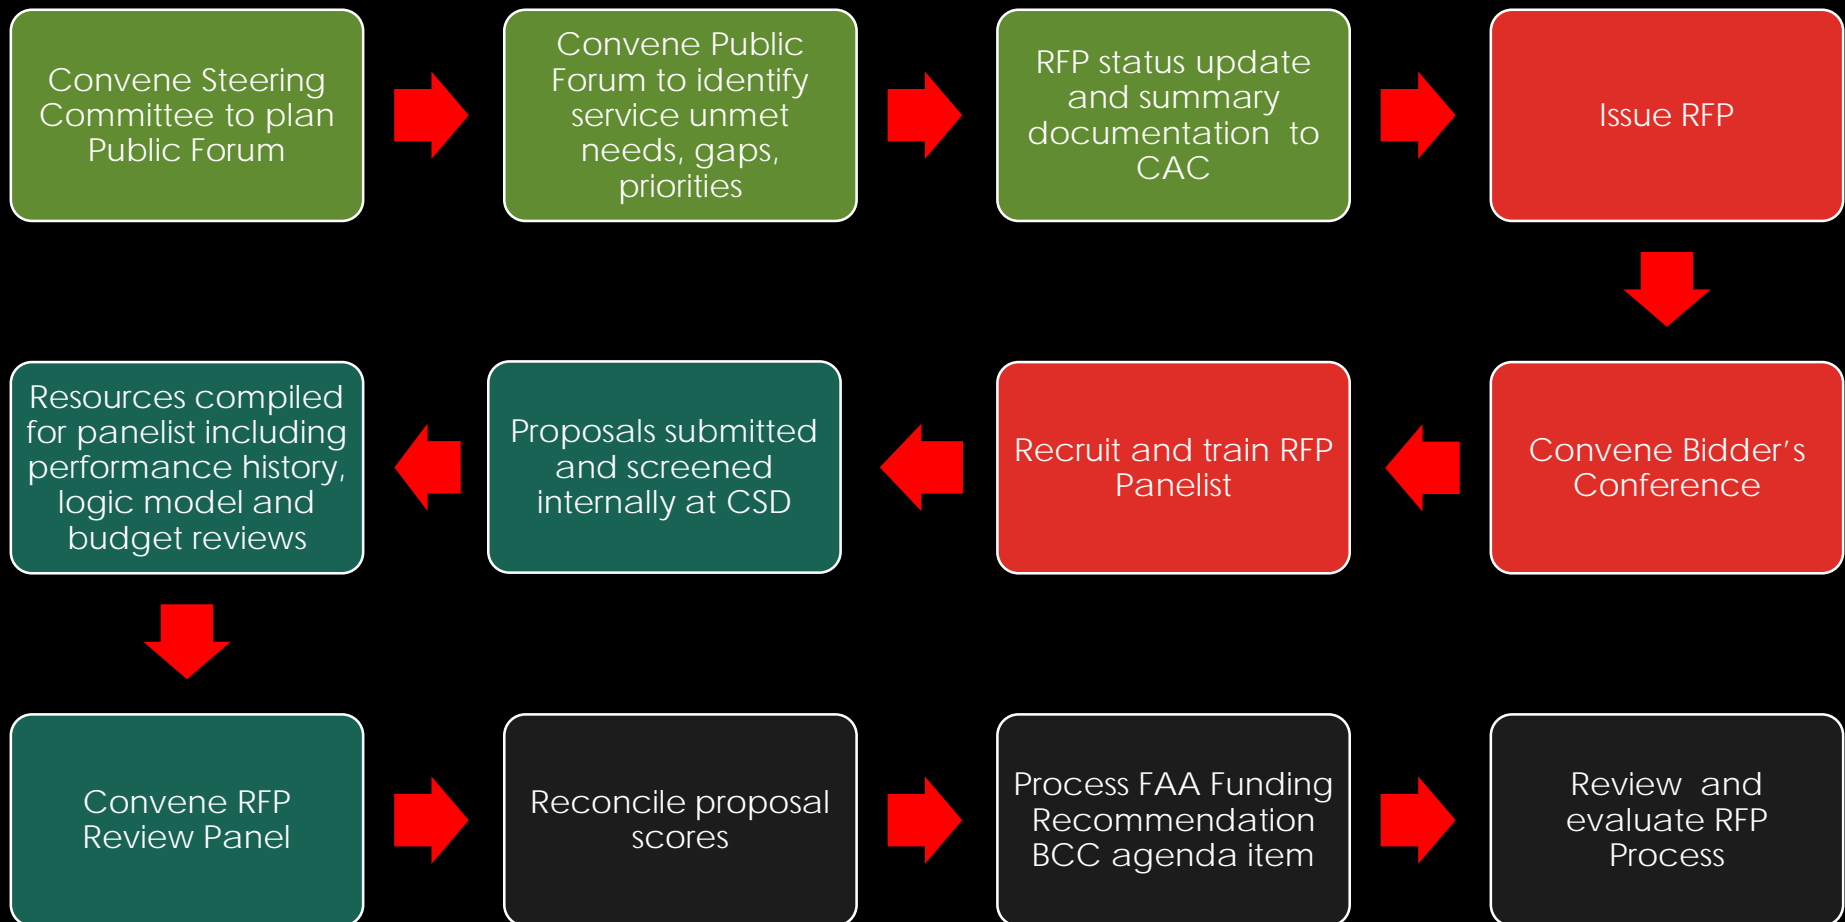 Convene Steering
Committee to plan
Public Forum
Convene Public
Forum to identify
service unmet
needs, gaps,
priorities
RFP status update
and summary
documentation  to
CAC
Issue RFP
Convene Bidder’s
Conference
Recruit and train RFP
Panelist
Proposals submitted
and screened
internally at CSD
Resources compiled
for panelist including
performance history,
logic model and
budget reviews
Convene RFP
Review Panel
Reconcile proposal
scores
Process FAA Funding
Recommendation
BCC agenda item
Review  and
evaluate RFP
Process